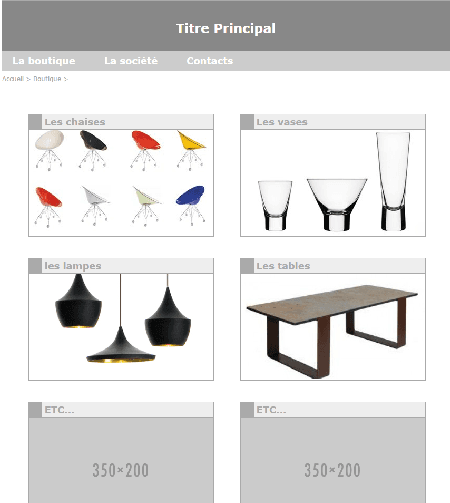 Titre Principal
La boutique La société Contacts
Accueil > Boutique >
Les chaises Les vases
les lampes Les tables
ETC... ETC...
350×200 350×200